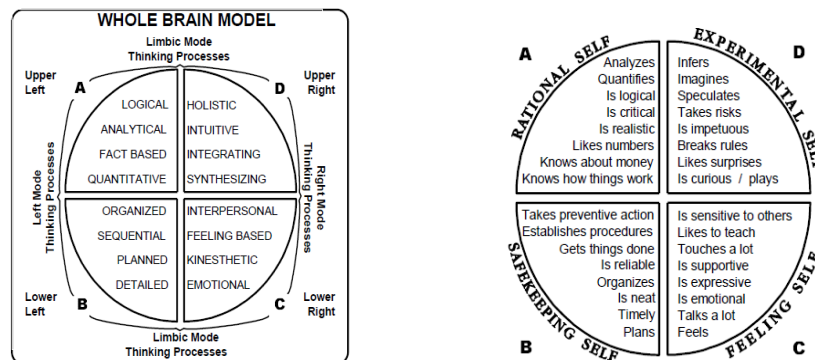 WHOLE BRAIN MODEL
Limbic Mode
Thinking Processes
Upper
Left
A
D
Upper
Right
LOGICAL
ANALYTICAL
FACT BASED
QUANTITATIVE
HOLISTIC
INTUITIVE
INTEGRATING
SYNTHESIZING
Left Mode
Thinking Processes
Right Mode
Thinking Processes
ORGANIZED
SEQUENTIAL
PLANNED
DETAILED
INTERPERSONAL
FEELING BASED
KINESTHETIC
EMOTIONAL
Lower
Left
B
C
Lower
Right
Limbic Mode
Thinking Processes
A
RATIONAL SELF
Analyzes
Quantifies
Is logical
Is critical
Is realistic
Likes numbers
Knows about money
Knows how things work
D
EXPERIMENTAL SELF
Infers
Imagines
Speculates
Takes risks
Is impetuous
Breaks rules
Likes surprises
Is curious / plays
B
SAFEKEEPING SELF
Takes preventive action
Establishes procedures
Gets things done
Is reliable
Organizes
Is neat
Timely
Plans
C
FEELING SELF
Is sensitive to others
Likes to teach
Touches a lot
Is supportive
Is expressive
Is emotional
Talks a lot
Feels